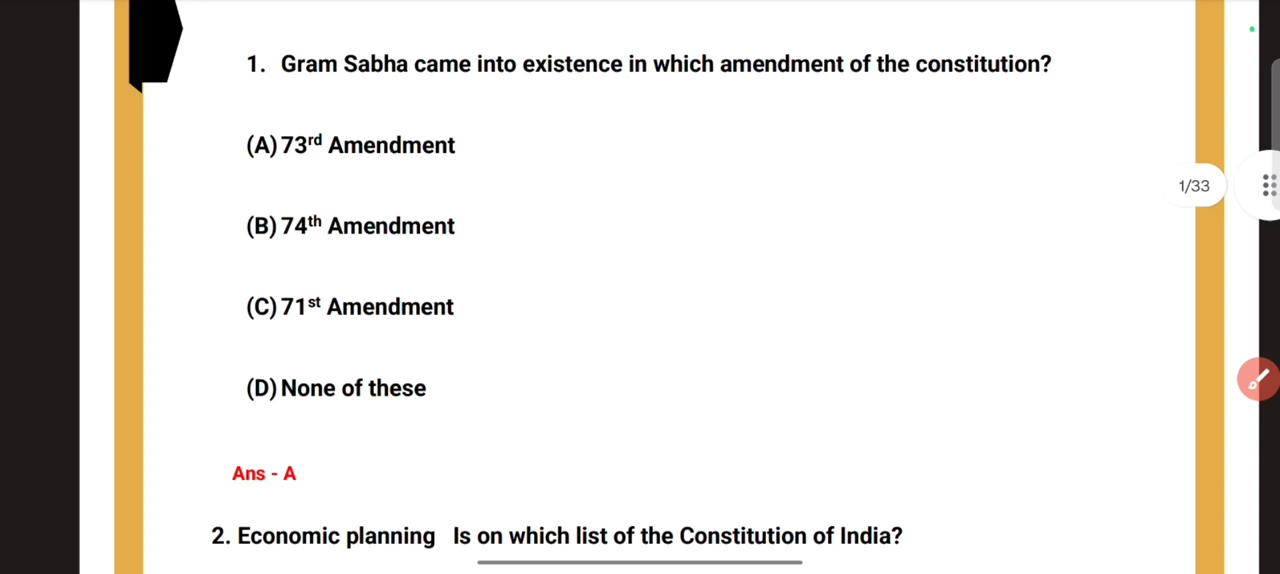 1. Gram Sabha came into existence in which amendment of the constitution?
(A) 73rd Amendment
1/33
(B) 74th Amendment
(C) 71st Amendment
(D) None of these
Ans - A
2. Economic planning Is on which list of the Constitution of India?